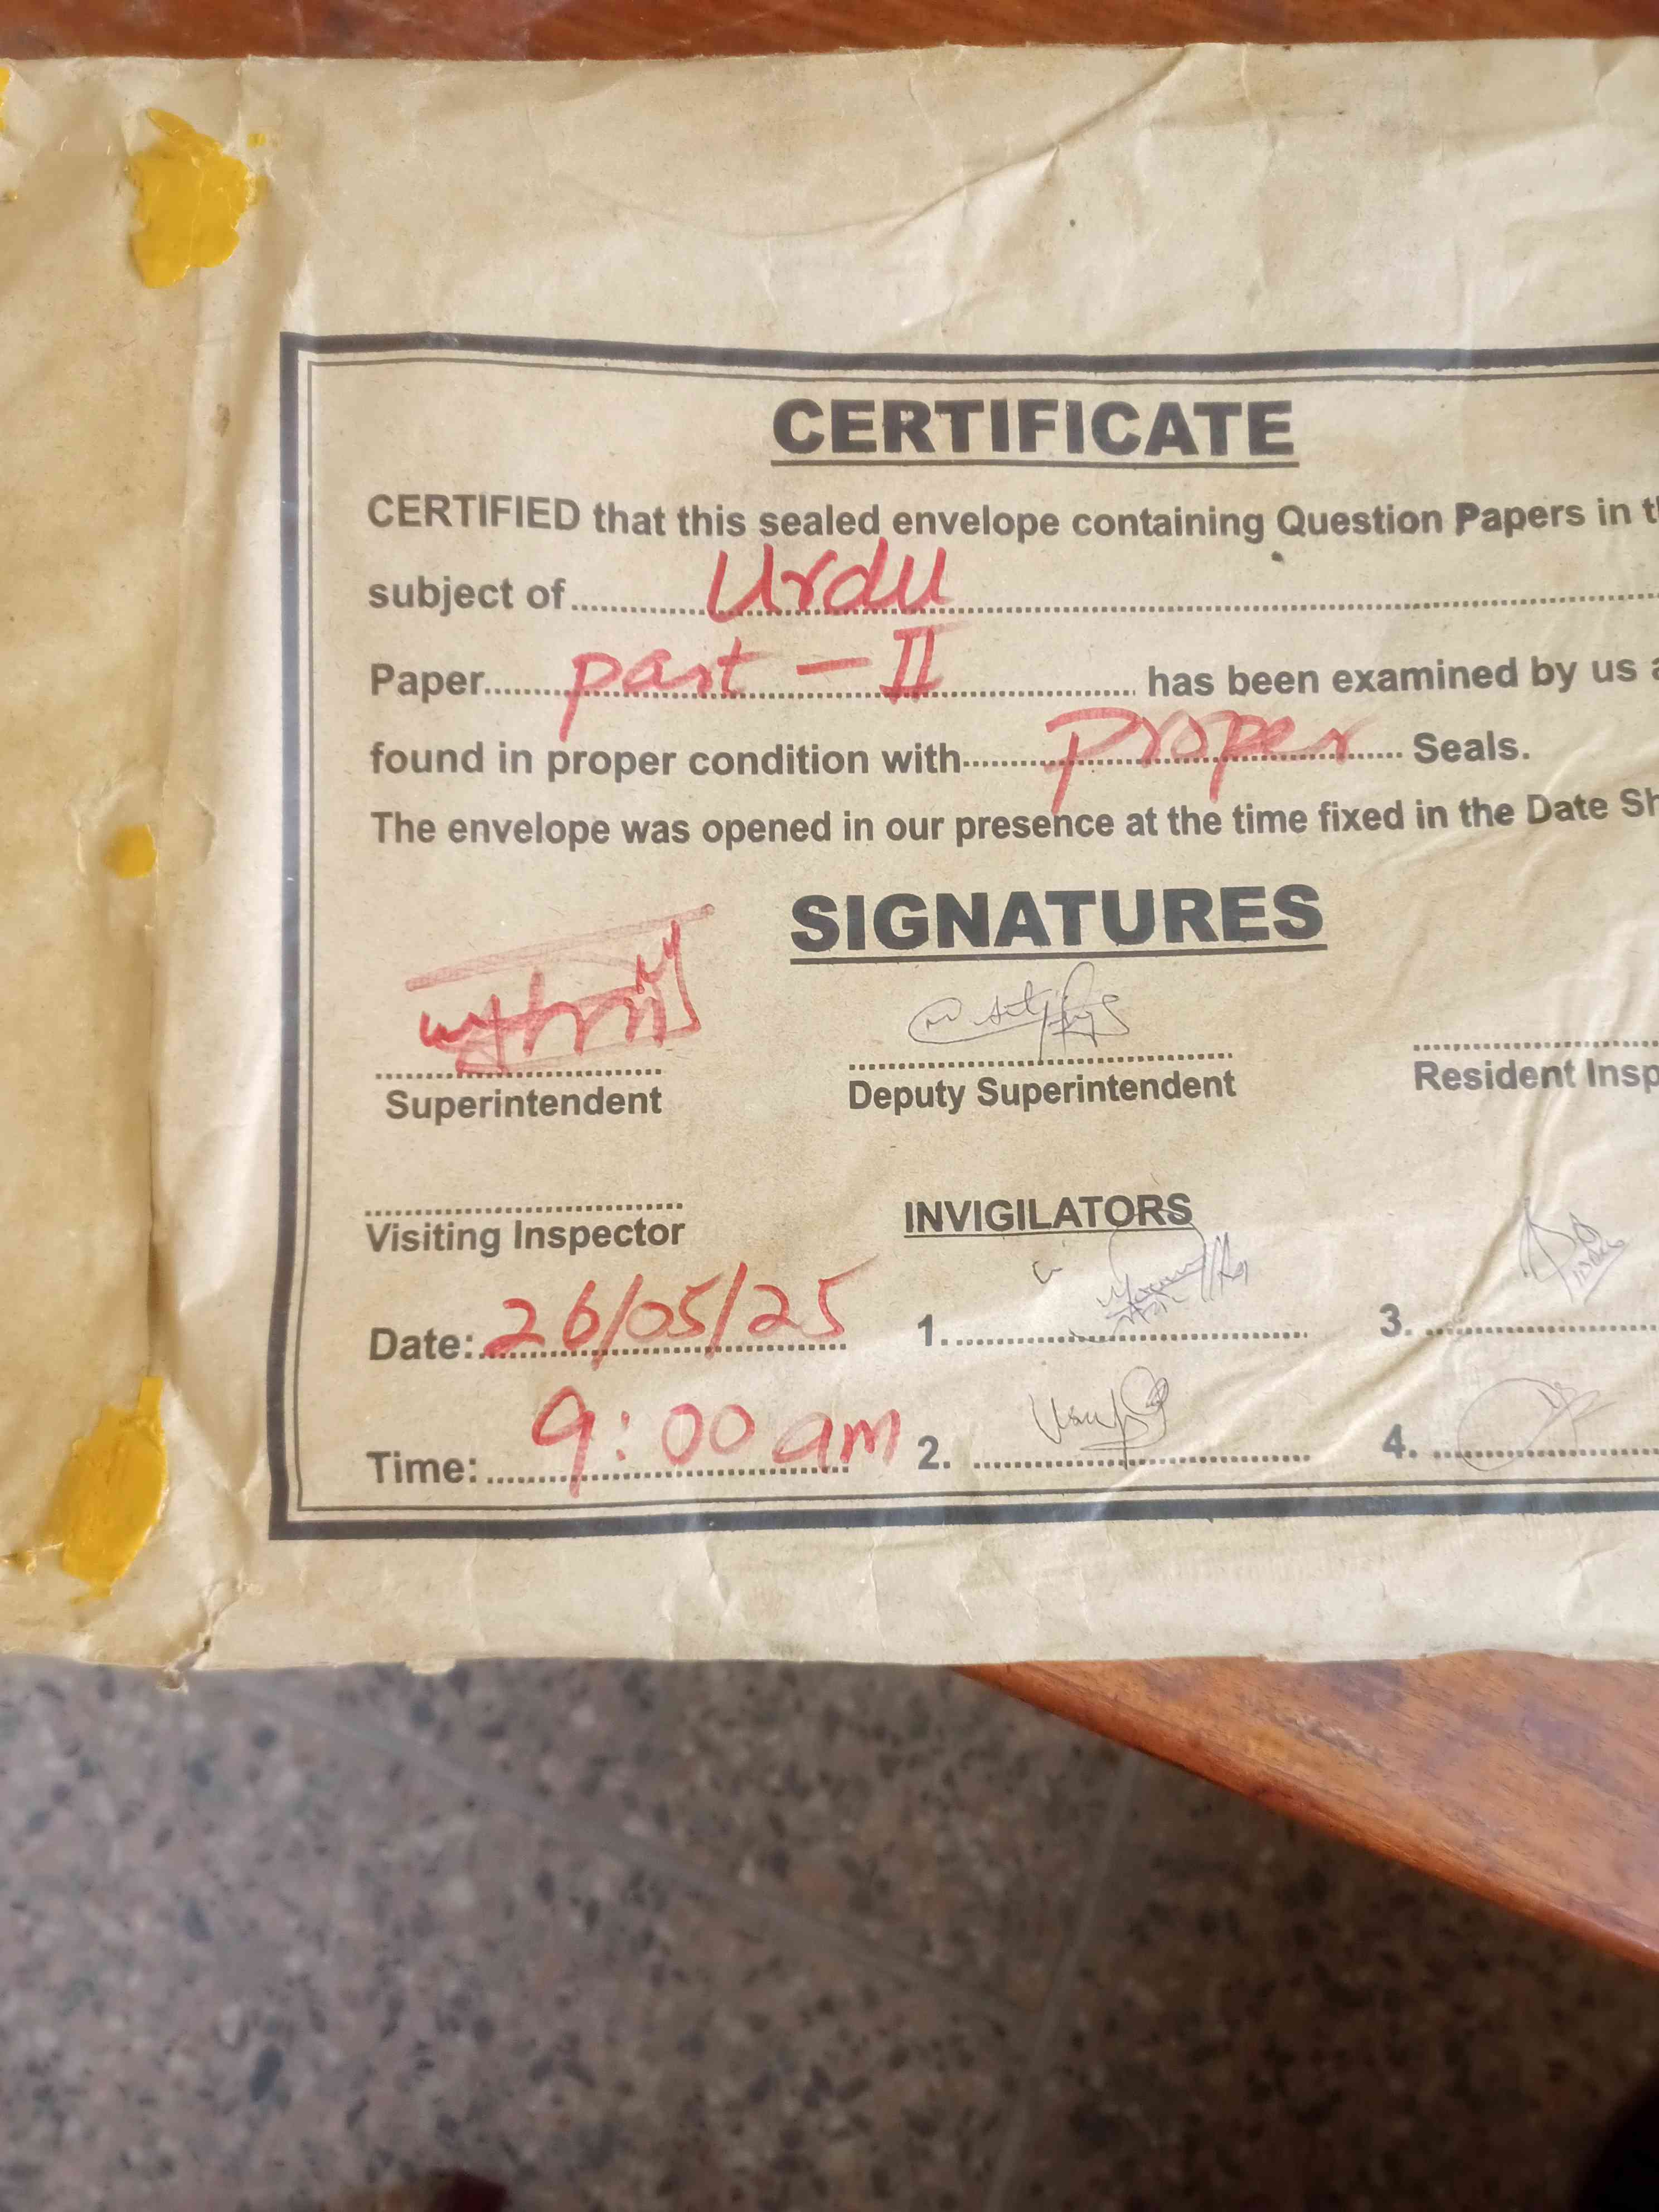 CERTIFICATE
CERTIFIED that this sealed envelope containing Question Papers in
subject of Urdu
Paper part - II has been examined by us
found in proper condition with proper Seals.
The envelope was opened in our presence at the time fixed in the Date
SIGNATURES
Superintendent Deputy Superintendent Resident Insp
Visiting Inspector INVIGILATORS
Date: 26/05/25 1. 3.
Time: 9:00 am 2. 4.